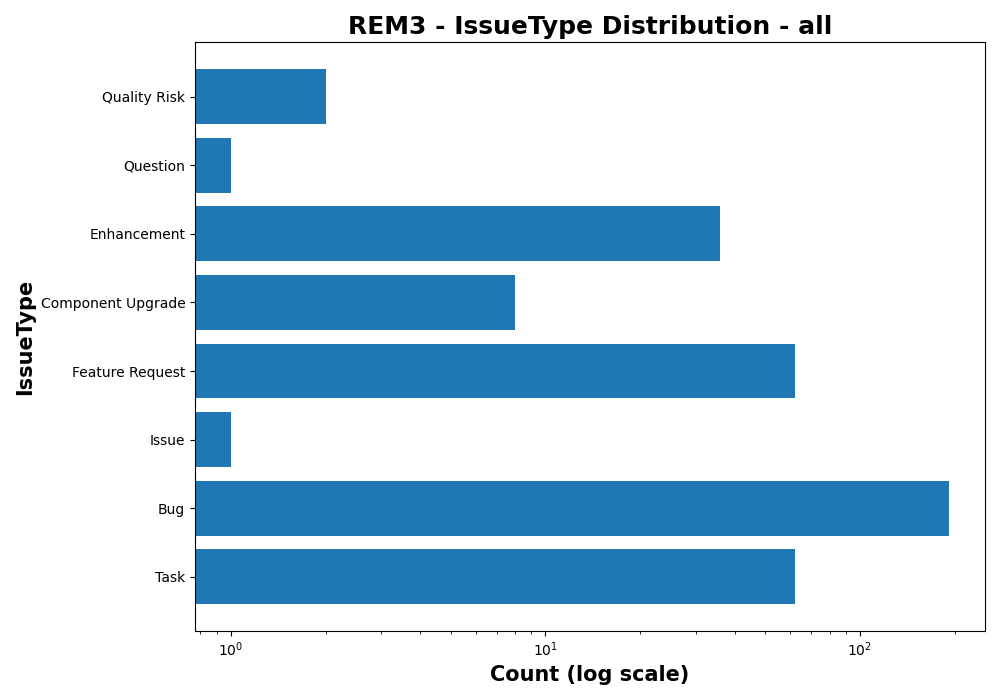 REM3 - IssueType Distribution - all
IssueType
Quality Risk
Question
Enhancement
Component Upgrade
Feature Request
Issue
Bug
Task
10⁰ 10¹ 10²
Count (log scale)